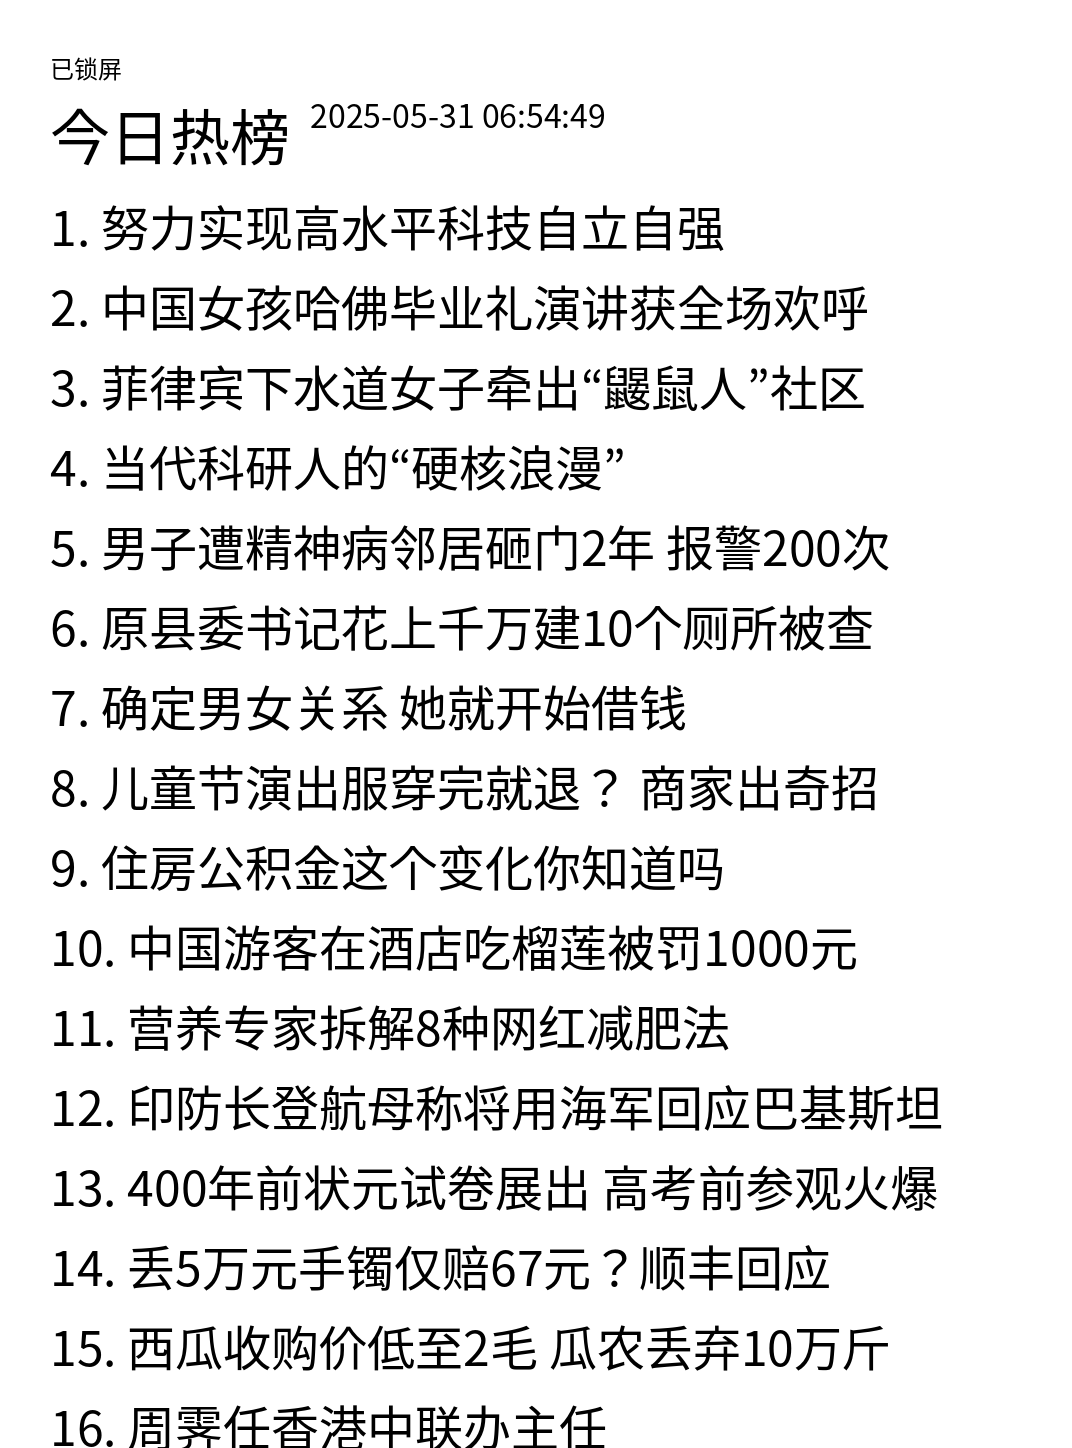 已锁屏
今日热榜 2025-05-31 06:54:49
1. 努力实现高水平科技自立自强
2. 中国女孩哈佛毕业礼演讲获全场欢呼
3. 菲律宾下水道女子牵出“鼹鼠人”社区
4. 当代科研人的“硬核浪漫”
5. 男子遭精神病邻居砸门2年 报警200次
6. 原县委书记花上千万建10个厕所被查
7. 确定男女关系 她就开始借钱
8. 儿童节演出服穿完就退？ 商家出奇招
9. 住房公积金这个变化你知道吗
10. 中国游客在酒店吃榴莲被罚1000元
11. 营养专家拆解8种网红减肥法
12. 印防长登航母称将用海军回应巴基斯坦
13. 400年前状元试卷展出 高考前参观火爆
14. 丢5万元手镯仅赔67元？顺丰回应
15. 西瓜收购价低至2毛 瓜农丢弃10万斤
16. 周霁任香港中联办主任